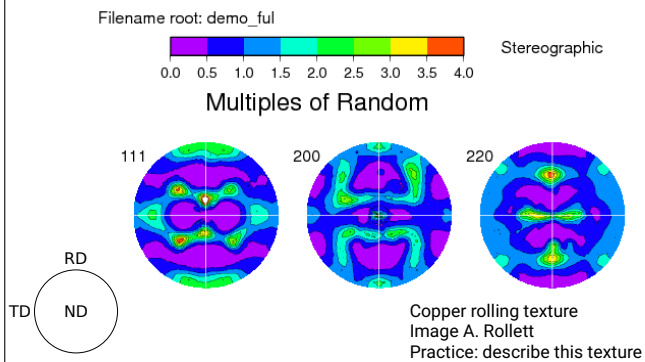 Filename root: demo_ful
Stereographic
0.0 0.5 1.0 1.5 2.0 2.5 3.0 3.5 4.0
Multiples of Random
111 200 220
RD
TD ND
Copper rolling texture
Image A. Rollett
Practice: describe this texture